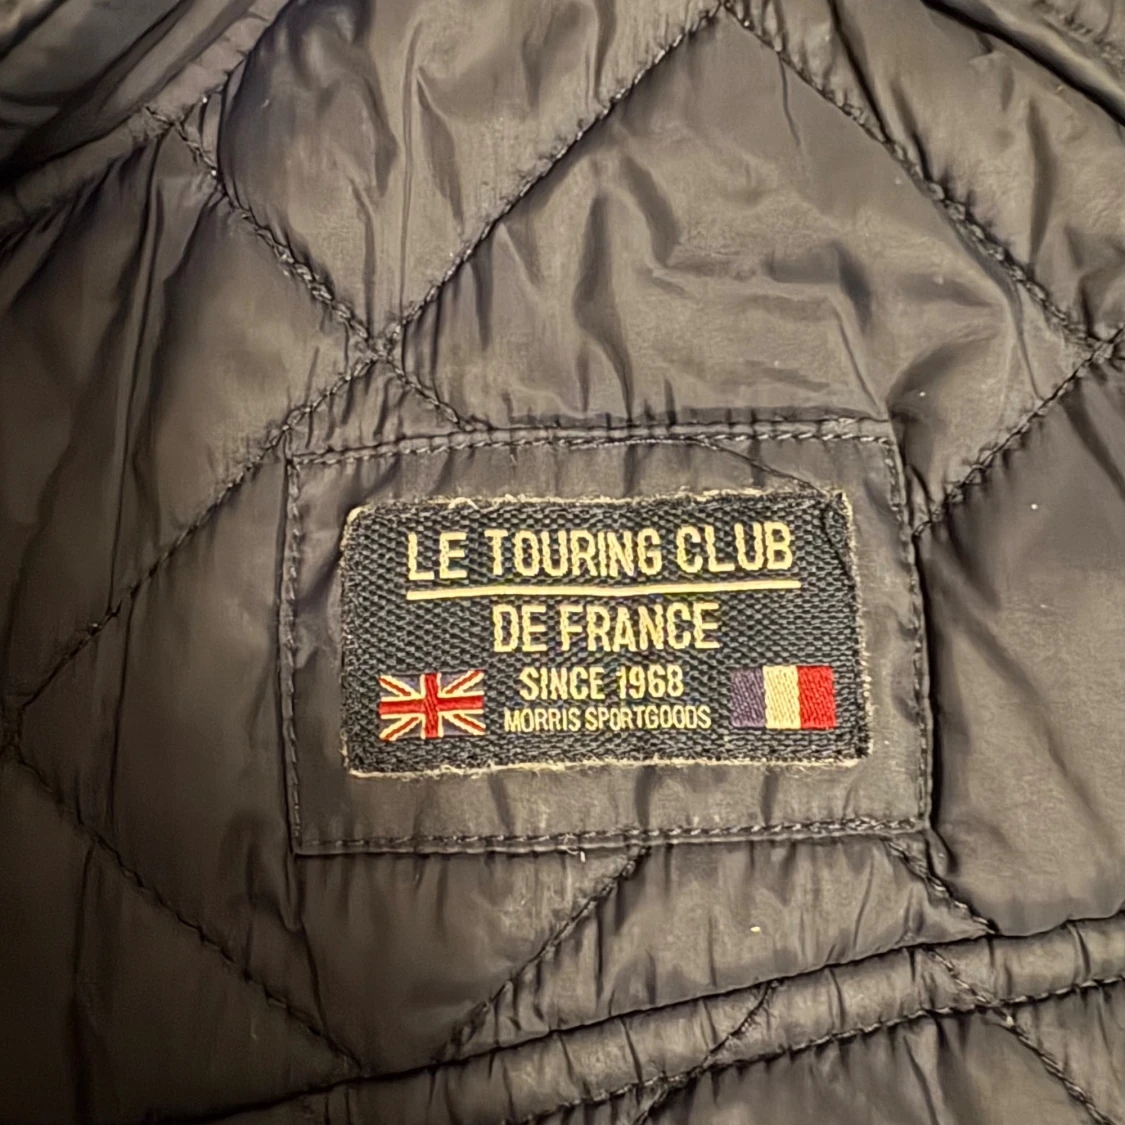 LE TOURING CLUB
DE FRANCE
SINCE 1968
MORRIS SPORTGOODS